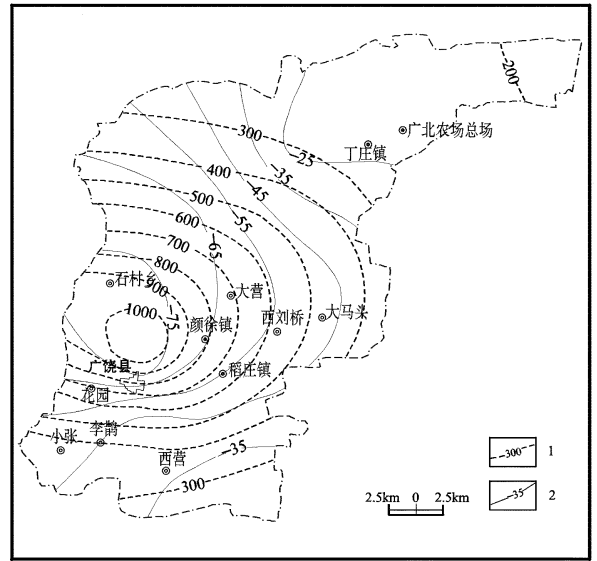 200
广北农场总场
300
-25
丁庄镇
400
-35
-45
500
-55
600
700
-65
800
石村乡
900
大营
1000
-75
大马头
颜徐镇
西刘桥
广饶县
稻庄镇
花园
李鹊
小张
西营
-35
300
-300
1
2.5km 0 2.5km
-35
2